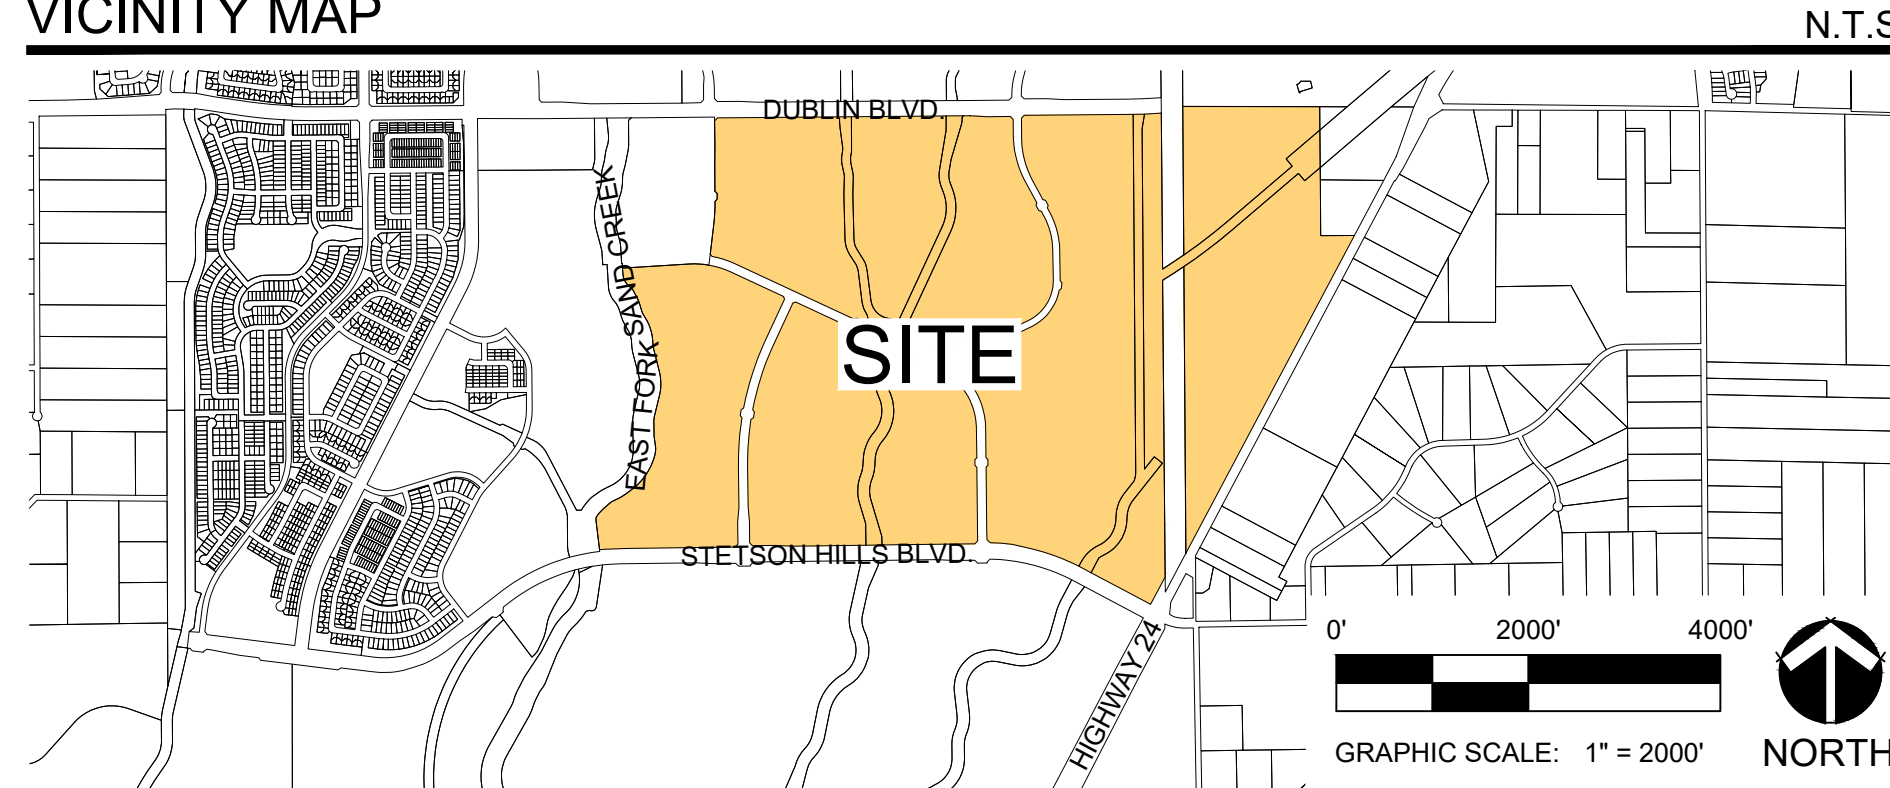 VICINITY MAP
N.T.S
DUBLIN BLVD.
EAST FORK SAND CREEK
SITE
STETSON HILLS BLVD.
HIGHWAY 24
0' 2000' 4000'
GRAPHIC SCALE: 1" = 2000'
NORTH